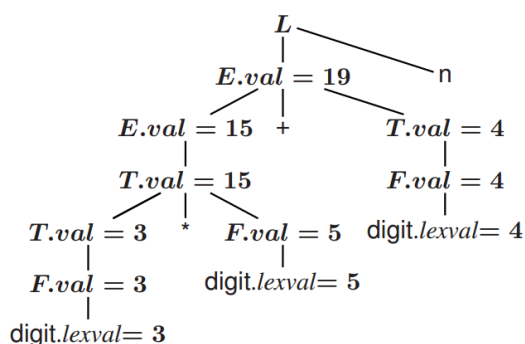 L
E.val = 19 n
E.val = 15 + T.val = 4
T.val = 15 F.val = 4
T.val = 3 * F.val = 5 digit.lexval= 4
F.val = 3 digit.lexval= 5
digit.lexval= 3